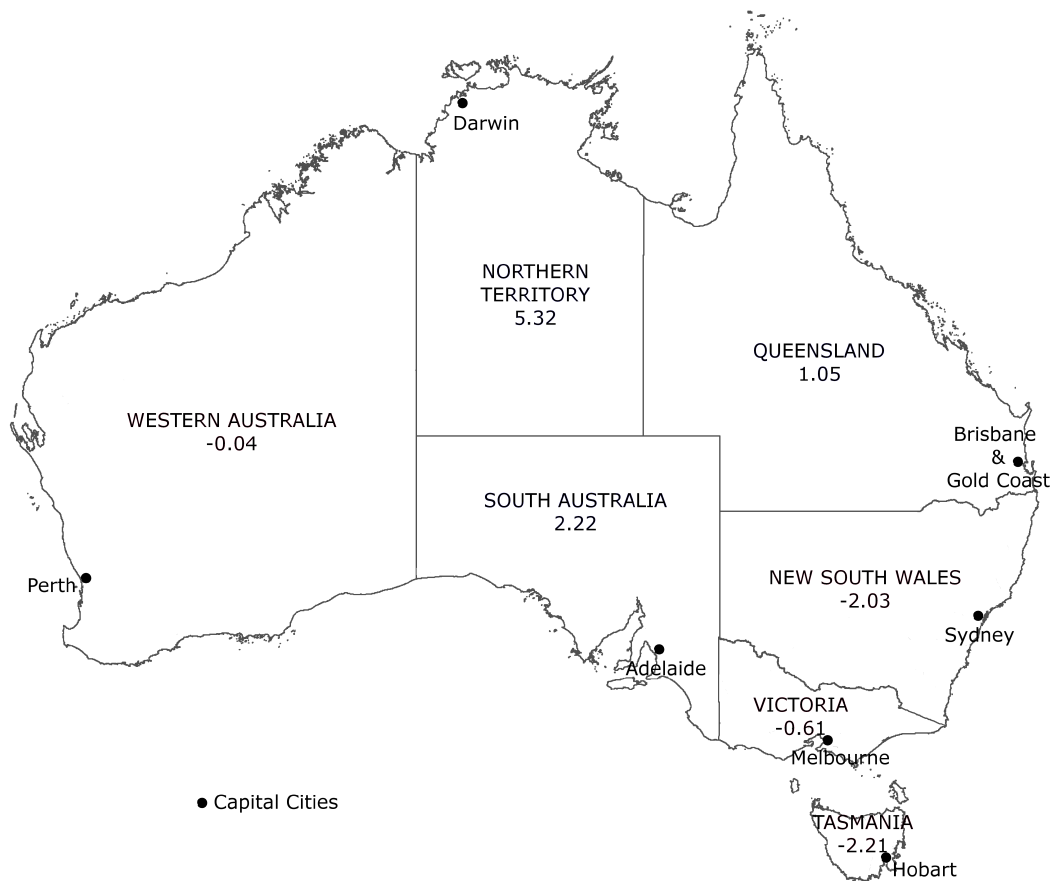 Darwin
NORTHERN
TERRITORY
5.32
QUEENSLAND
1.05
WESTERN AUSTRALIA
-0.04
Brisbane
&
Gold Coast
SOUTH AUSTRALIA
2.22
NEW SOUTH WALES
-2.03
Perth
Sydney
Adelaide
VICTORIA
-0.61
Melbourne
Capital Cities
TASMANIA
-2.21
Hobart